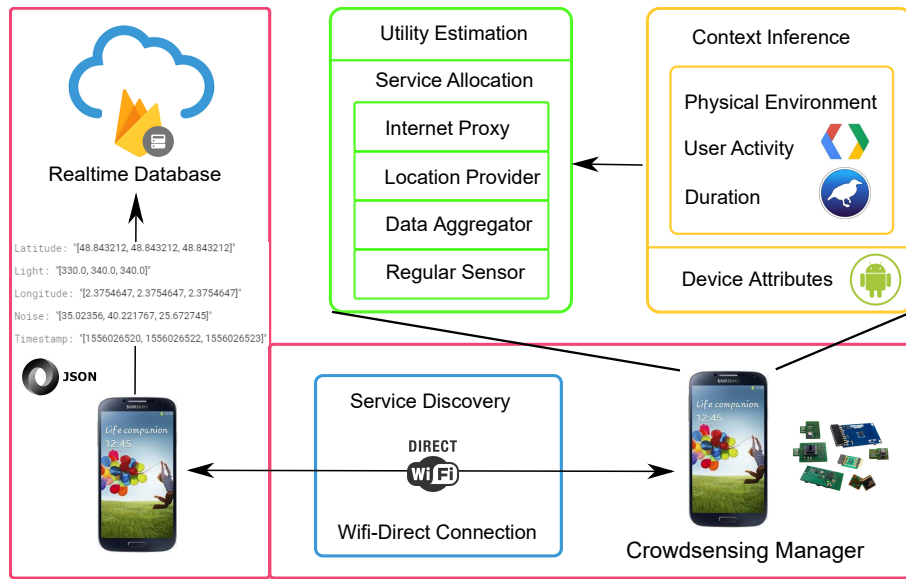 Realtime Database
Latitude: "[48.843212, 48.843212, 48.843212]"
Light: "[330.0, 340.0, 340.0]"
Longitude: "[2.3754647, 2.3754647, 2.3754647]"
Noise: "[35.02356, 40.221767, 25.672745]"
Timestamp: "[1556026520, 1556026522, 1556026523]"
JSON
SAMSUNG
Life companion
12:45
Utility Estimation
Service Allocation
Internet Proxy
Location Provider
Data Aggregator
Regular Sensor
Context Inference
Physical Environment
User Activity
Duration
Device Attributes
Service Discovery
DIRECT
WiFi
Wifi-Direct Connection
SAMSUNG
Life companion
12:45
Crowdsensing Manager